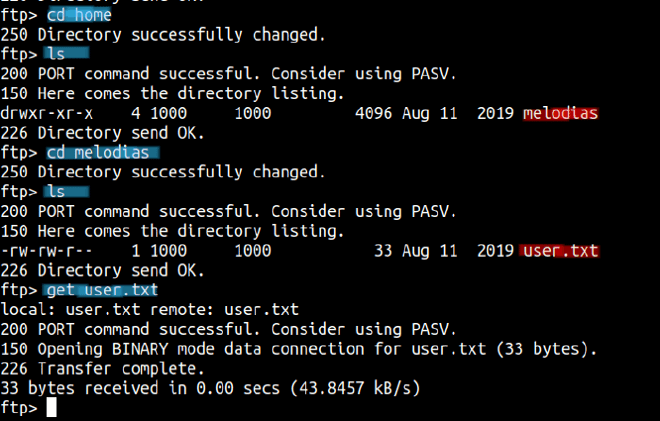 ftp> cd home
250 Directory successfully changed.
ftp> ls
200 PORT command successful. Consider using PASV.
150 Here comes the directory listing.
drwxr-xr-x 4 1000 1000 4096 Aug 11 2019 melodias
226 Directory send OK.
ftp> cd melodias
250 Directory successfully changed.
ftp> ls
200 PORT command successful. Consider using PASV.
150 Here comes the directory listing.
-rw-rw-r-- 1 1000 1000 33 Aug 11 2019 user.txt
226 Directory send OK.
ftp> get user.txt
local: user.txt remote: user.txt
200 PORT command successful. Consider using PASV.
150 Opening BINARY mode data connection for user.txt (33 bytes).
226 Transfer complete.
33 bytes received in 0.00 secs (43.8457 kB/s)
ftp>